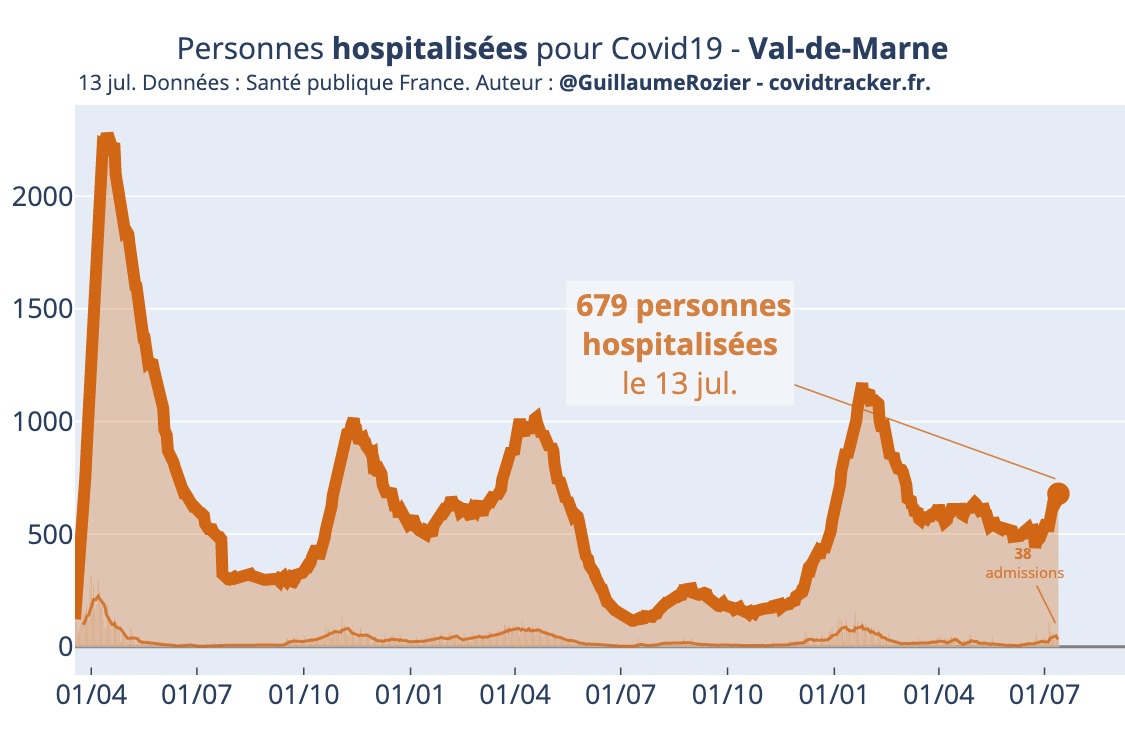 Personnes hospitalisées pour Covid19 - Val-de-Marne
13 jul. Données : Santé publique France. Auteur : @GuillaumeRozier - covidtracker.fr.
2000
1500
1000
500
0
679 personnes
hospitalisées
le 13 jul.
38
admissions
01/04 01/07 01/10 01/01 01/04 01/07 01/10 01/01 01/04 01/07